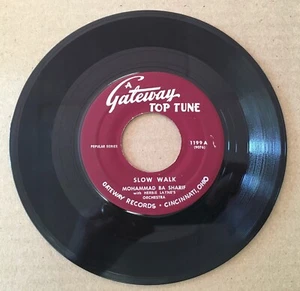 A
Gateway
TOP TUNE
POPULAR SERIES
1199 A
SLOW WALK
MOHAMMAD BA SHARIF
with HERBIE LAYNE'S
ORCHESTRA
GATEWAY RECORDS • CINCINNATI, OHIO